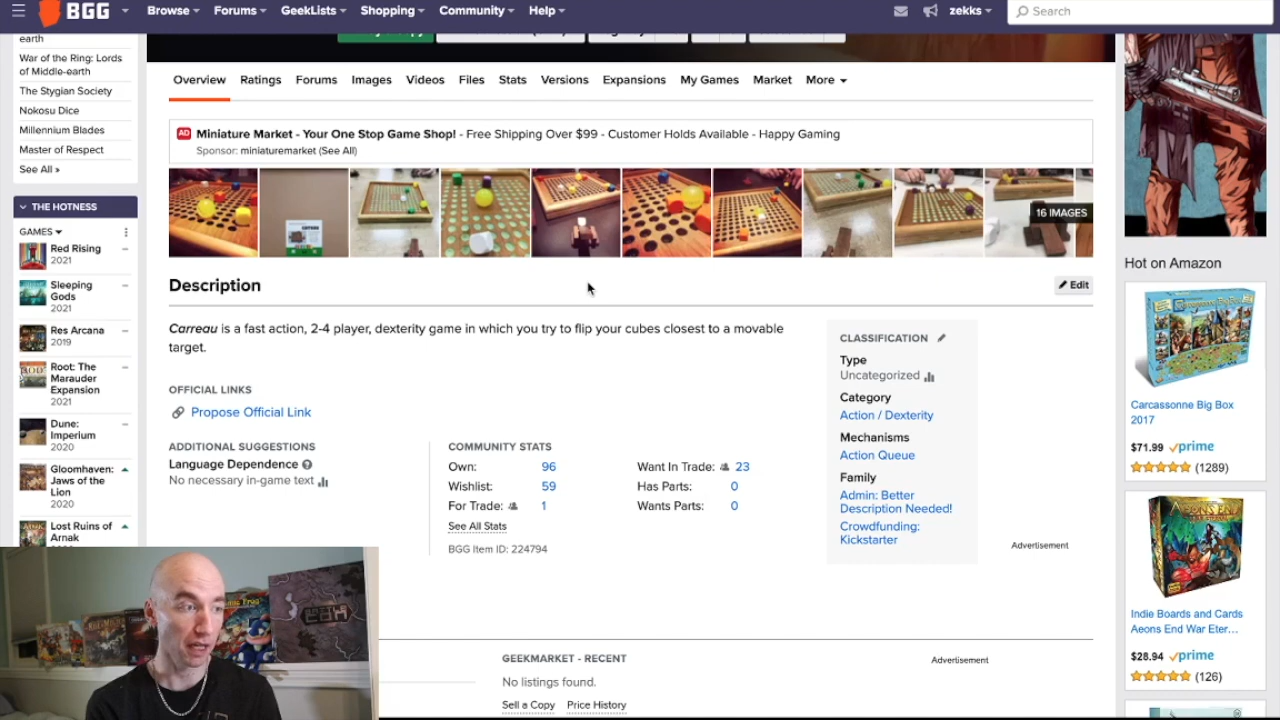 BGG
Browse
Forums
GeekLists
Shopping
Community
Help
zekks
Search
earth
War of the Ring: Lords
of Middle-earth
The Stygian Society
Nokosu Dice
Millennium Blades
Master of Respect
See All »
THE HOTNESS
GAMES
Red Rising
2021
Sleeping
Gods
2021
Res Arcana
2019
Root: The
Marauder
Expansion
2021
Dune:
Imperium
2020
Gloomhaven:
Jaws of the
Lion
2020
Lost Ruins of
Arnak
Overview
Ratings
Forums
Images
Videos
Files
Stats
Versions
Expansions
My Games
Market
More
AD Miniature Market - Your One Stop Game Shop! - Free Shipping Over $99 - Customer Holds Available - Happy Gaming
Sponsor: miniaturemarket (See All)
16 IMAGES
Description
Edit
Carreau is a fast action, 2-4 player, dexterity game in which you try to flip your cubes closest to a movable
target.
OFFICIAL LINKS
Propose Official Link
ADDITIONAL SUGGESTIONS
Language Dependence
No necessary in-game text
COMMUNITY STATS
Own: 96
Wishlist: 59
For Trade: 1
See All Stats
BGG Item ID: 224794
Want In Trade: 23
Has Parts: 0
Wants Parts: 0
CLASSIFICATION
Type
Uncategorized
Category
Action / Dexterity
Mechanisms
Action Queue
Family
Admin: Better
Description Needed!
Crowdfunding:
Kickstarter
Advertisement
GEEKMARKET - RECENT
No listings found.
Sell a Copy
Price History
Advertisement
Hot on Amazon
Carcassonne Big Box
2017
$71.99 prime
(1289)
Indie Boards and Cards
Aeons End War Eter...
$28.94 prime
(126)